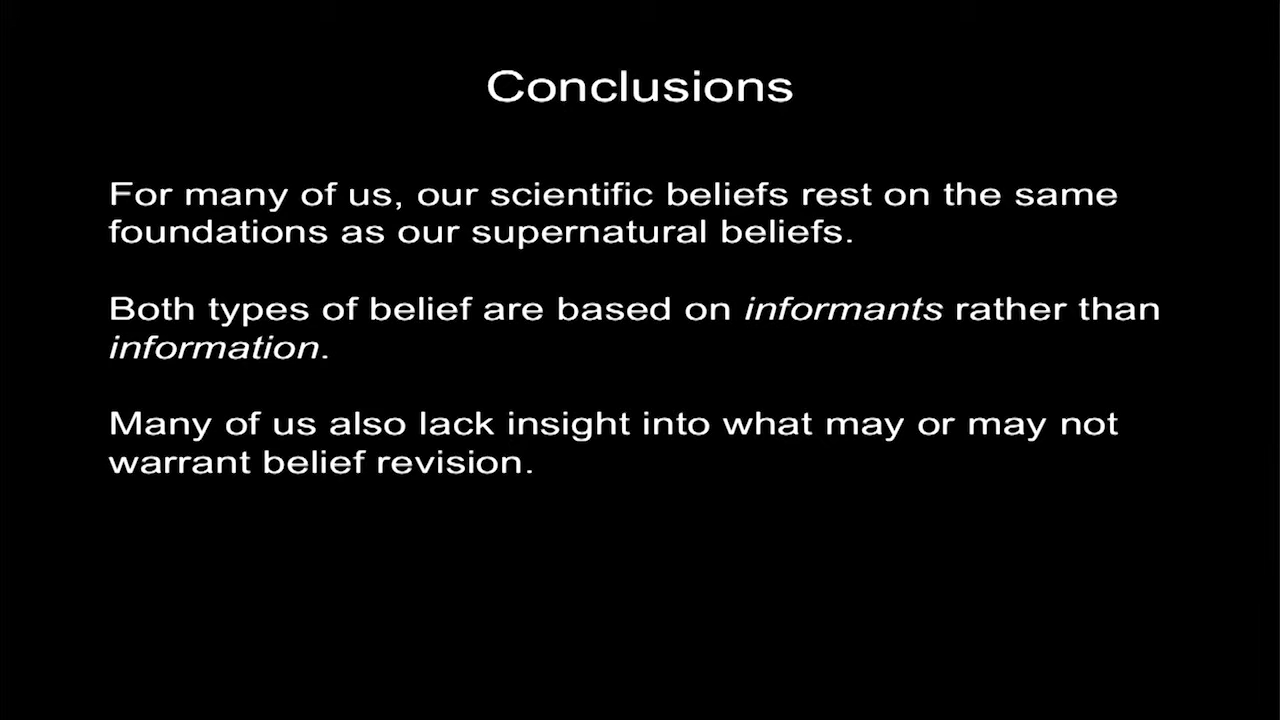 Conclusions
For many of us, our scientific beliefs rest on the same
foundations as our supernatural beliefs.
Both types of belief are based on informants rather than
information.
Many of us also lack insight into what may or may not
warrant belief revision.